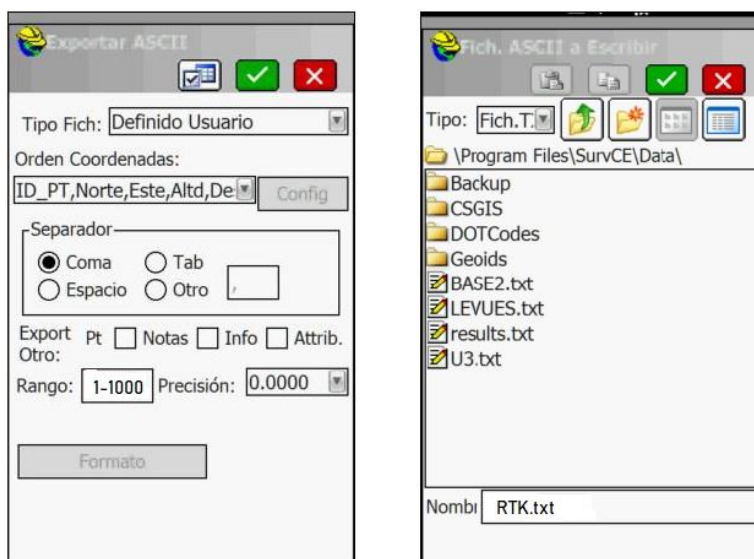 Exportar ASCII
Tipo Fich: Definido Usuario
Orden Coordenadas:
ID_PT,Norte,Este,Altd,De
Config
Separador
Coma
Tab
Espacio
Otro
,
Export Otro:
Pt
Notas
Info
Attrib.
Rango: 1-1000
Precisión: 0.0000
Formato
Fich. ASCII a Escribir
Tipo: Fich.T
\Program Files\SurvCE\Data\
Backup
CSGIS
DOTCodes
Geoids
BASE2.txt
LEVUES.txt
results.txt
U3.txt
Nombr RTK.txt